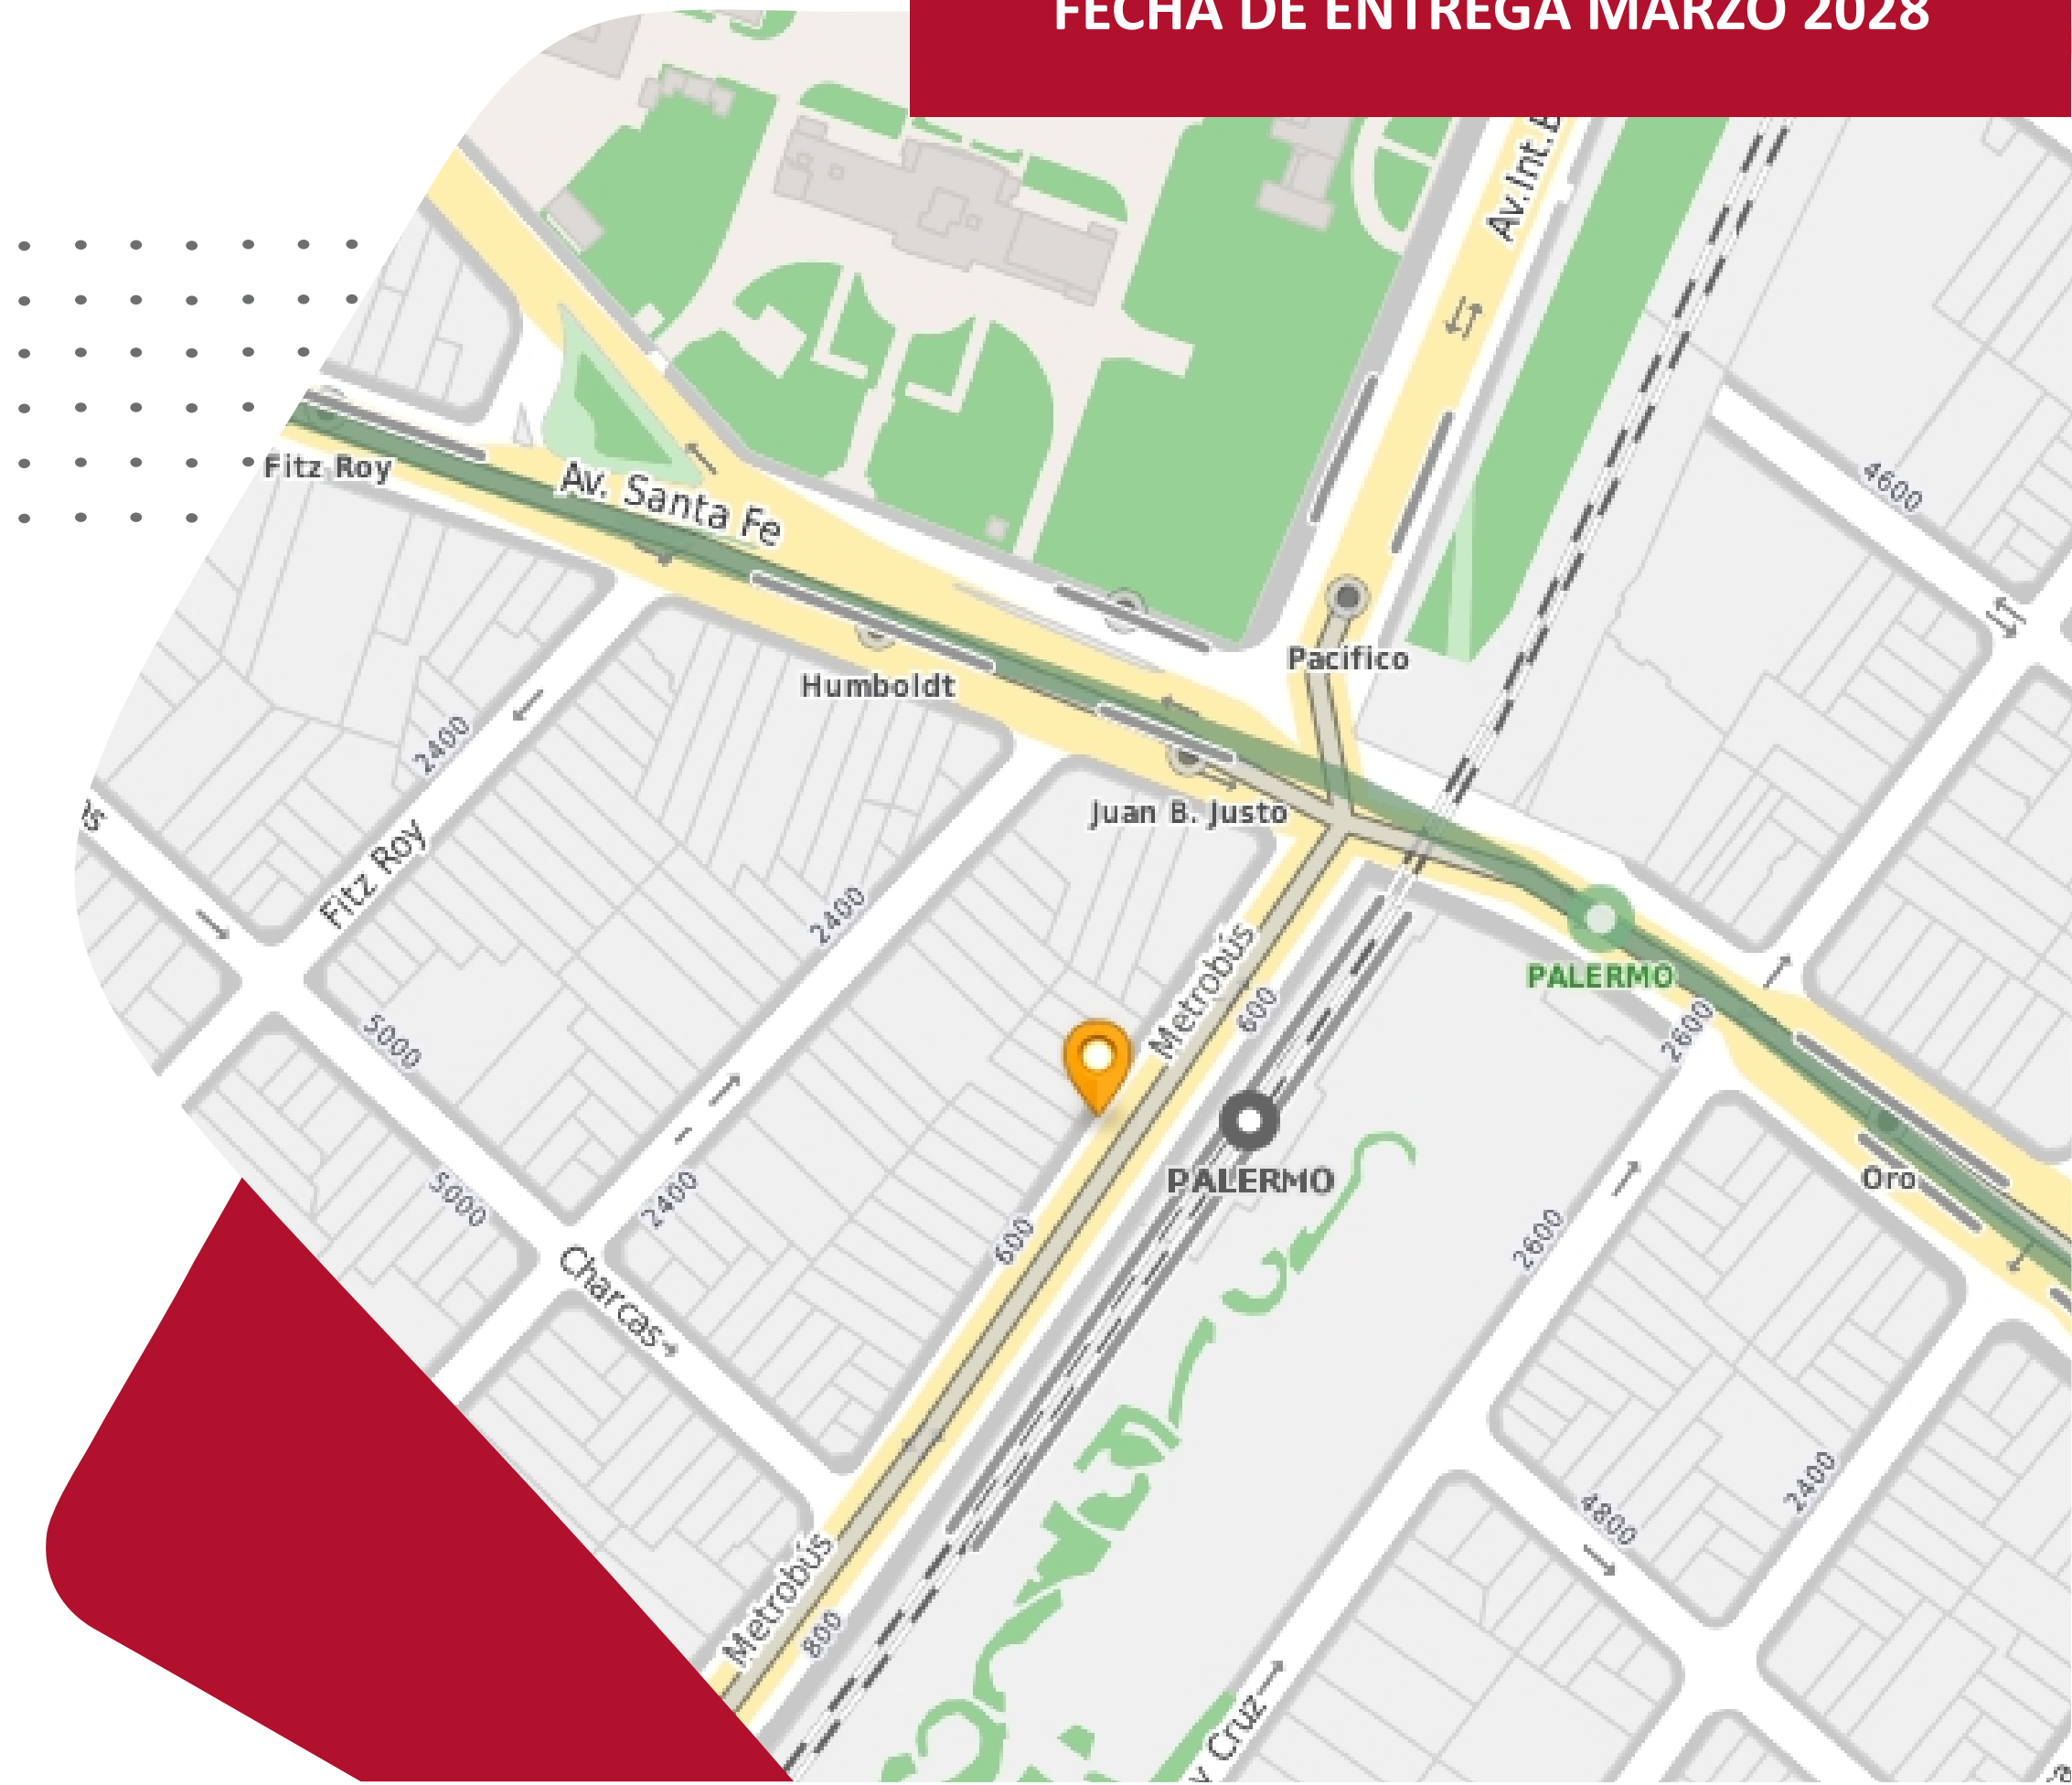 FECHA DE ENTREGA MARZO 2028
Av.Int.B
4600
Fitz Roy
Av. Santa Fe
Pacifico
Humboldt
2400
Juan B. Justo
Fitz Roy
2400
Metrobús
600
PALERMO
2600
5000
PALERMO
Oro
5000
2400
600
2600
Charcas
4800
2400
Metrobús
800
Cruz